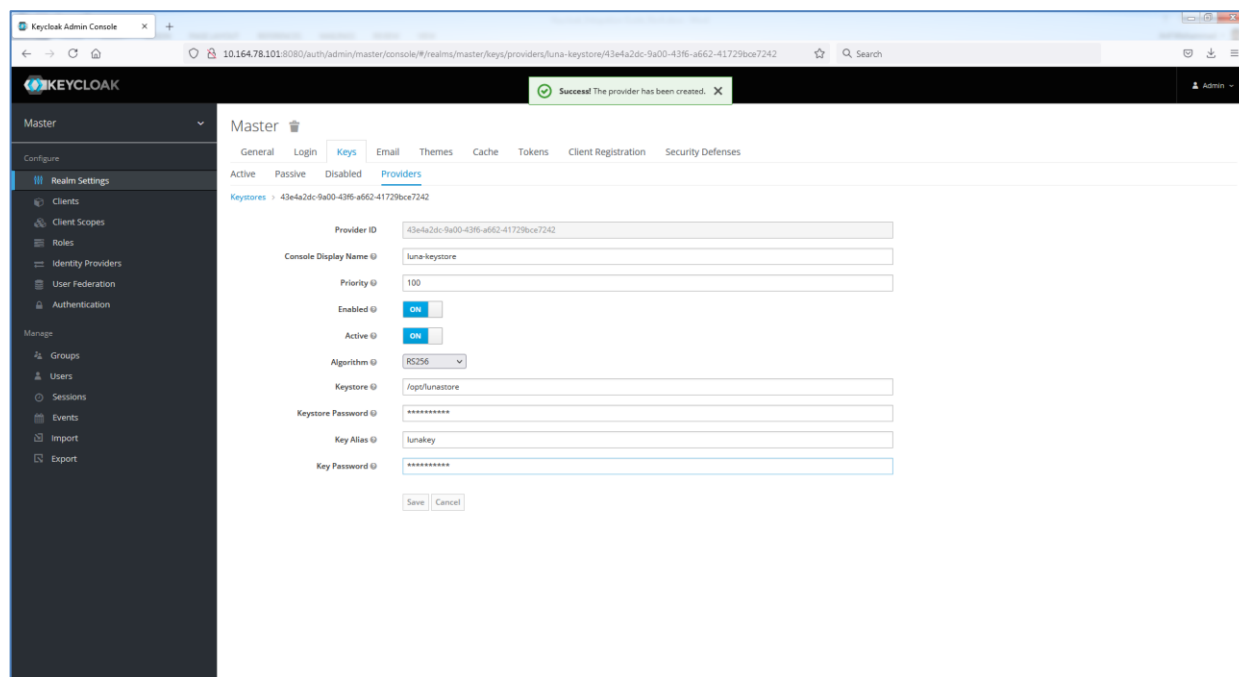 Keycloak Admin Console
10.164.78.101:8080/auth/admin/master/console/#/realms/master/keys/providers/luna-keystore/43e4a2dc-9a00-43f6-a662-41729bce7242 Search
KEYCLOAK
Success! The provider has been created.
Admin
Master
Configure
Realm Settings
Clients
Client Scopes
Roles
Identity Providers
User Federation
Authentication
Manage
Groups
Users
Sessions
Events
Import
Export
Master
General Login Keys Email Themes Cache Tokens Client Registration Security Defenses
Active Passive Disabled Providers
Keystores > 43e4a2dc-9a00-43f6-a662-41729bce7242
Provider ID 43e4a2dc-9a00-43f6-a662-41729bce7242
Console Display Name luna-keystore
Priority 100
Enabled ON
Active ON
Algorithm RS256
Keystore /opt/lunastore
Keystore Password **********
Key Alias lunakey
Key Password **********
Save Cancel